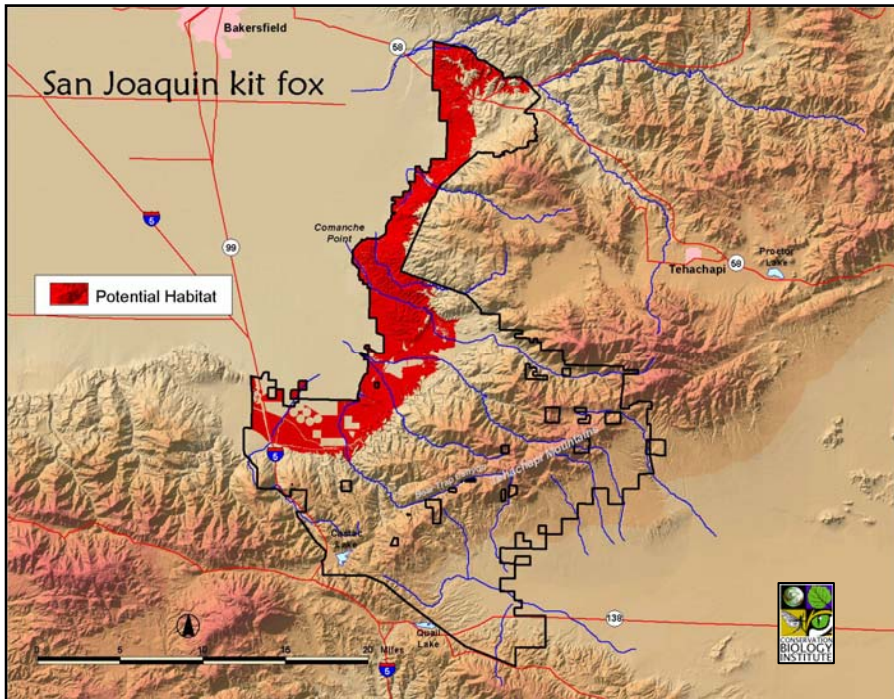 Bakersfield
58
San Joaquin kit fox
5
99
Comanche
Point
Tehachapi
58
Proctor
Lake
Potential Habitat
5
Tehachapi Mountains
Castac
Lake
138
Quail
Lake
0 5 10 15 20
Miles
5
CONSERVATION
BIOLOGY
INSTITUTE